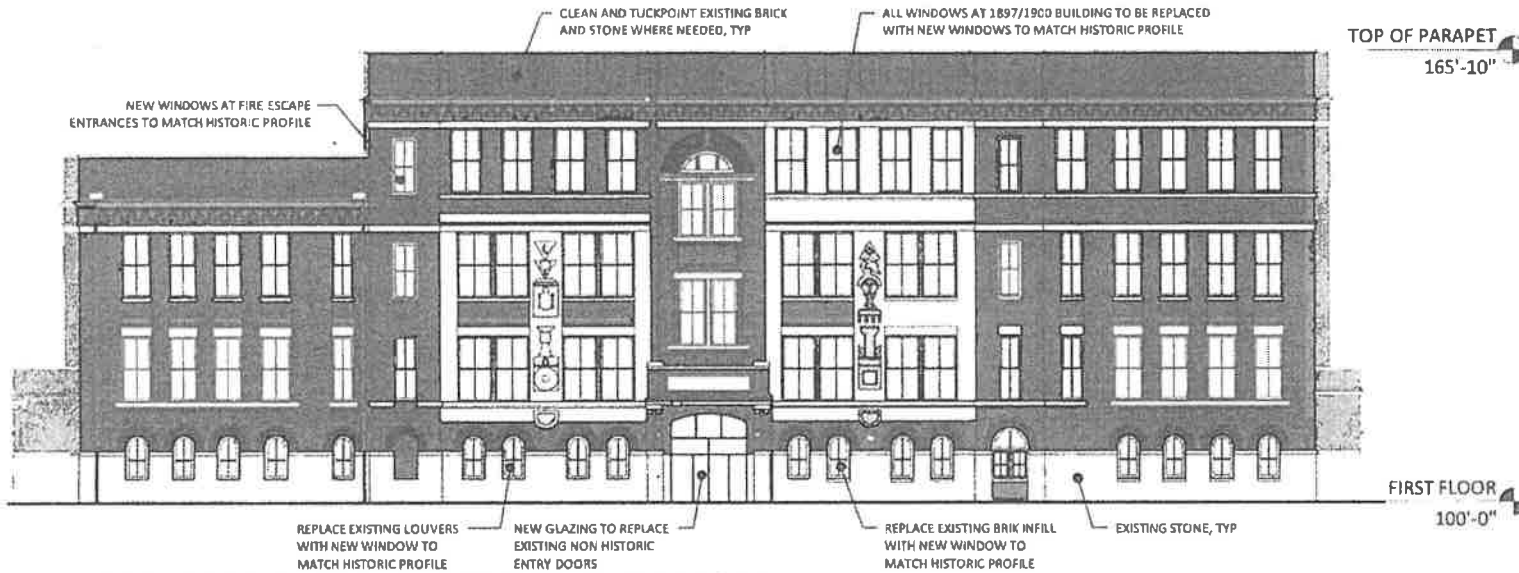 CLEAN AND TUCKPOINT EXISTING BRICK
AND STONE WHERE NEEDED, TYP
ALL WINDOWS AT 1897/1900 BUILDING TO BE REPLACED
WITH NEW WINDOWS TO MATCH HISTORIC PROFILE
TOP OF PARAPET
165'-10"
NEW WINDOWS AT FIRE ESCAPE
ENTRANCES TO MATCH HISTORIC PROFILE
FIRST FLOOR
100'-0"
REPLACE EXISTING LOUVERS
WITH NEW WINDOW TO
MATCH HISTORIC PROFILE
NEW GLAZING TO REPLACE
EXISTING NON HISTORIC
ENTRY DOORS
REPLACE EXISTING BRIK INFILL
WITH NEW WINDOW TO
MATCH HISTORIC PROFILE
EXISTING STONE, TYP